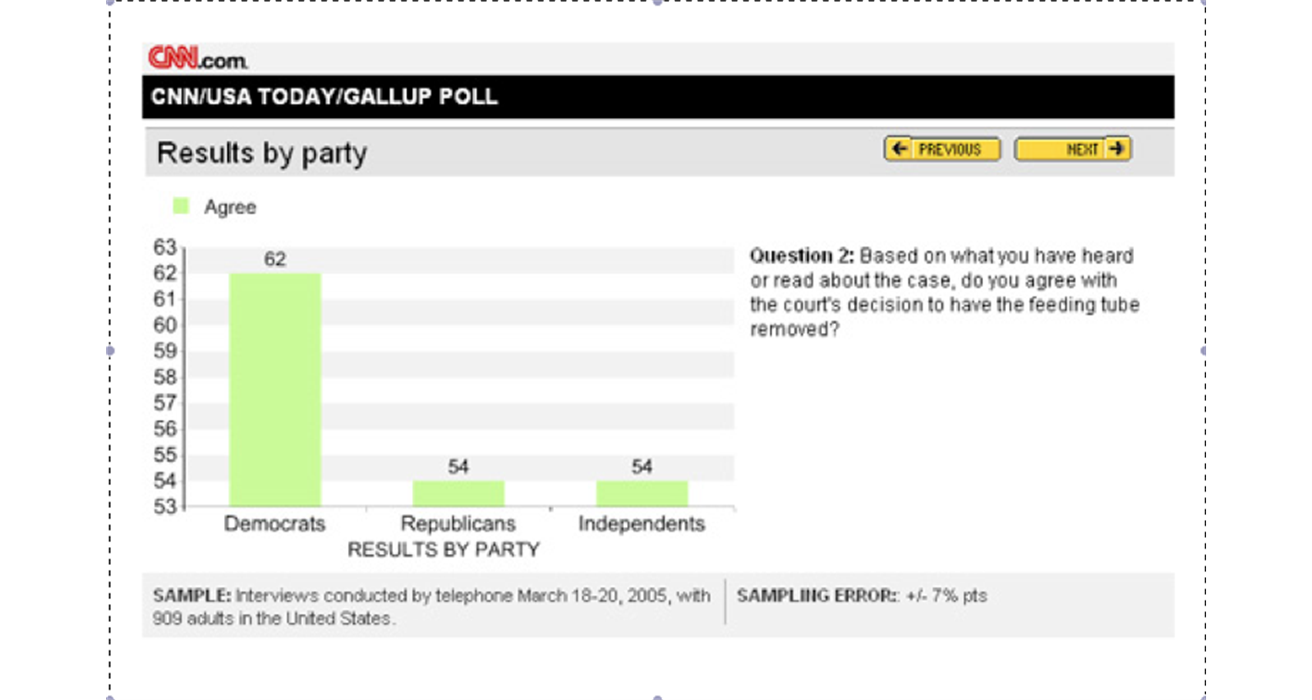 CNN.com
CNN/USA TODAY/GALLUP POLL
Results by party
PREVIOUS
NEXT
Agree
63
62
61
60
59
58
57
56
55
54
53
62
54
54
Democrats
Republicans
Independents
RESULTS BY PARTY
Question 2: Based on what you have heard
or read about the case, do you agree with
the court's decision to have the feeding tube
removed?
SAMPLE: Interviews conducted by telephone March 18-20, 2005, with
909 adults in the United States.
SAMPLING ERROR:: +/- 7% pts